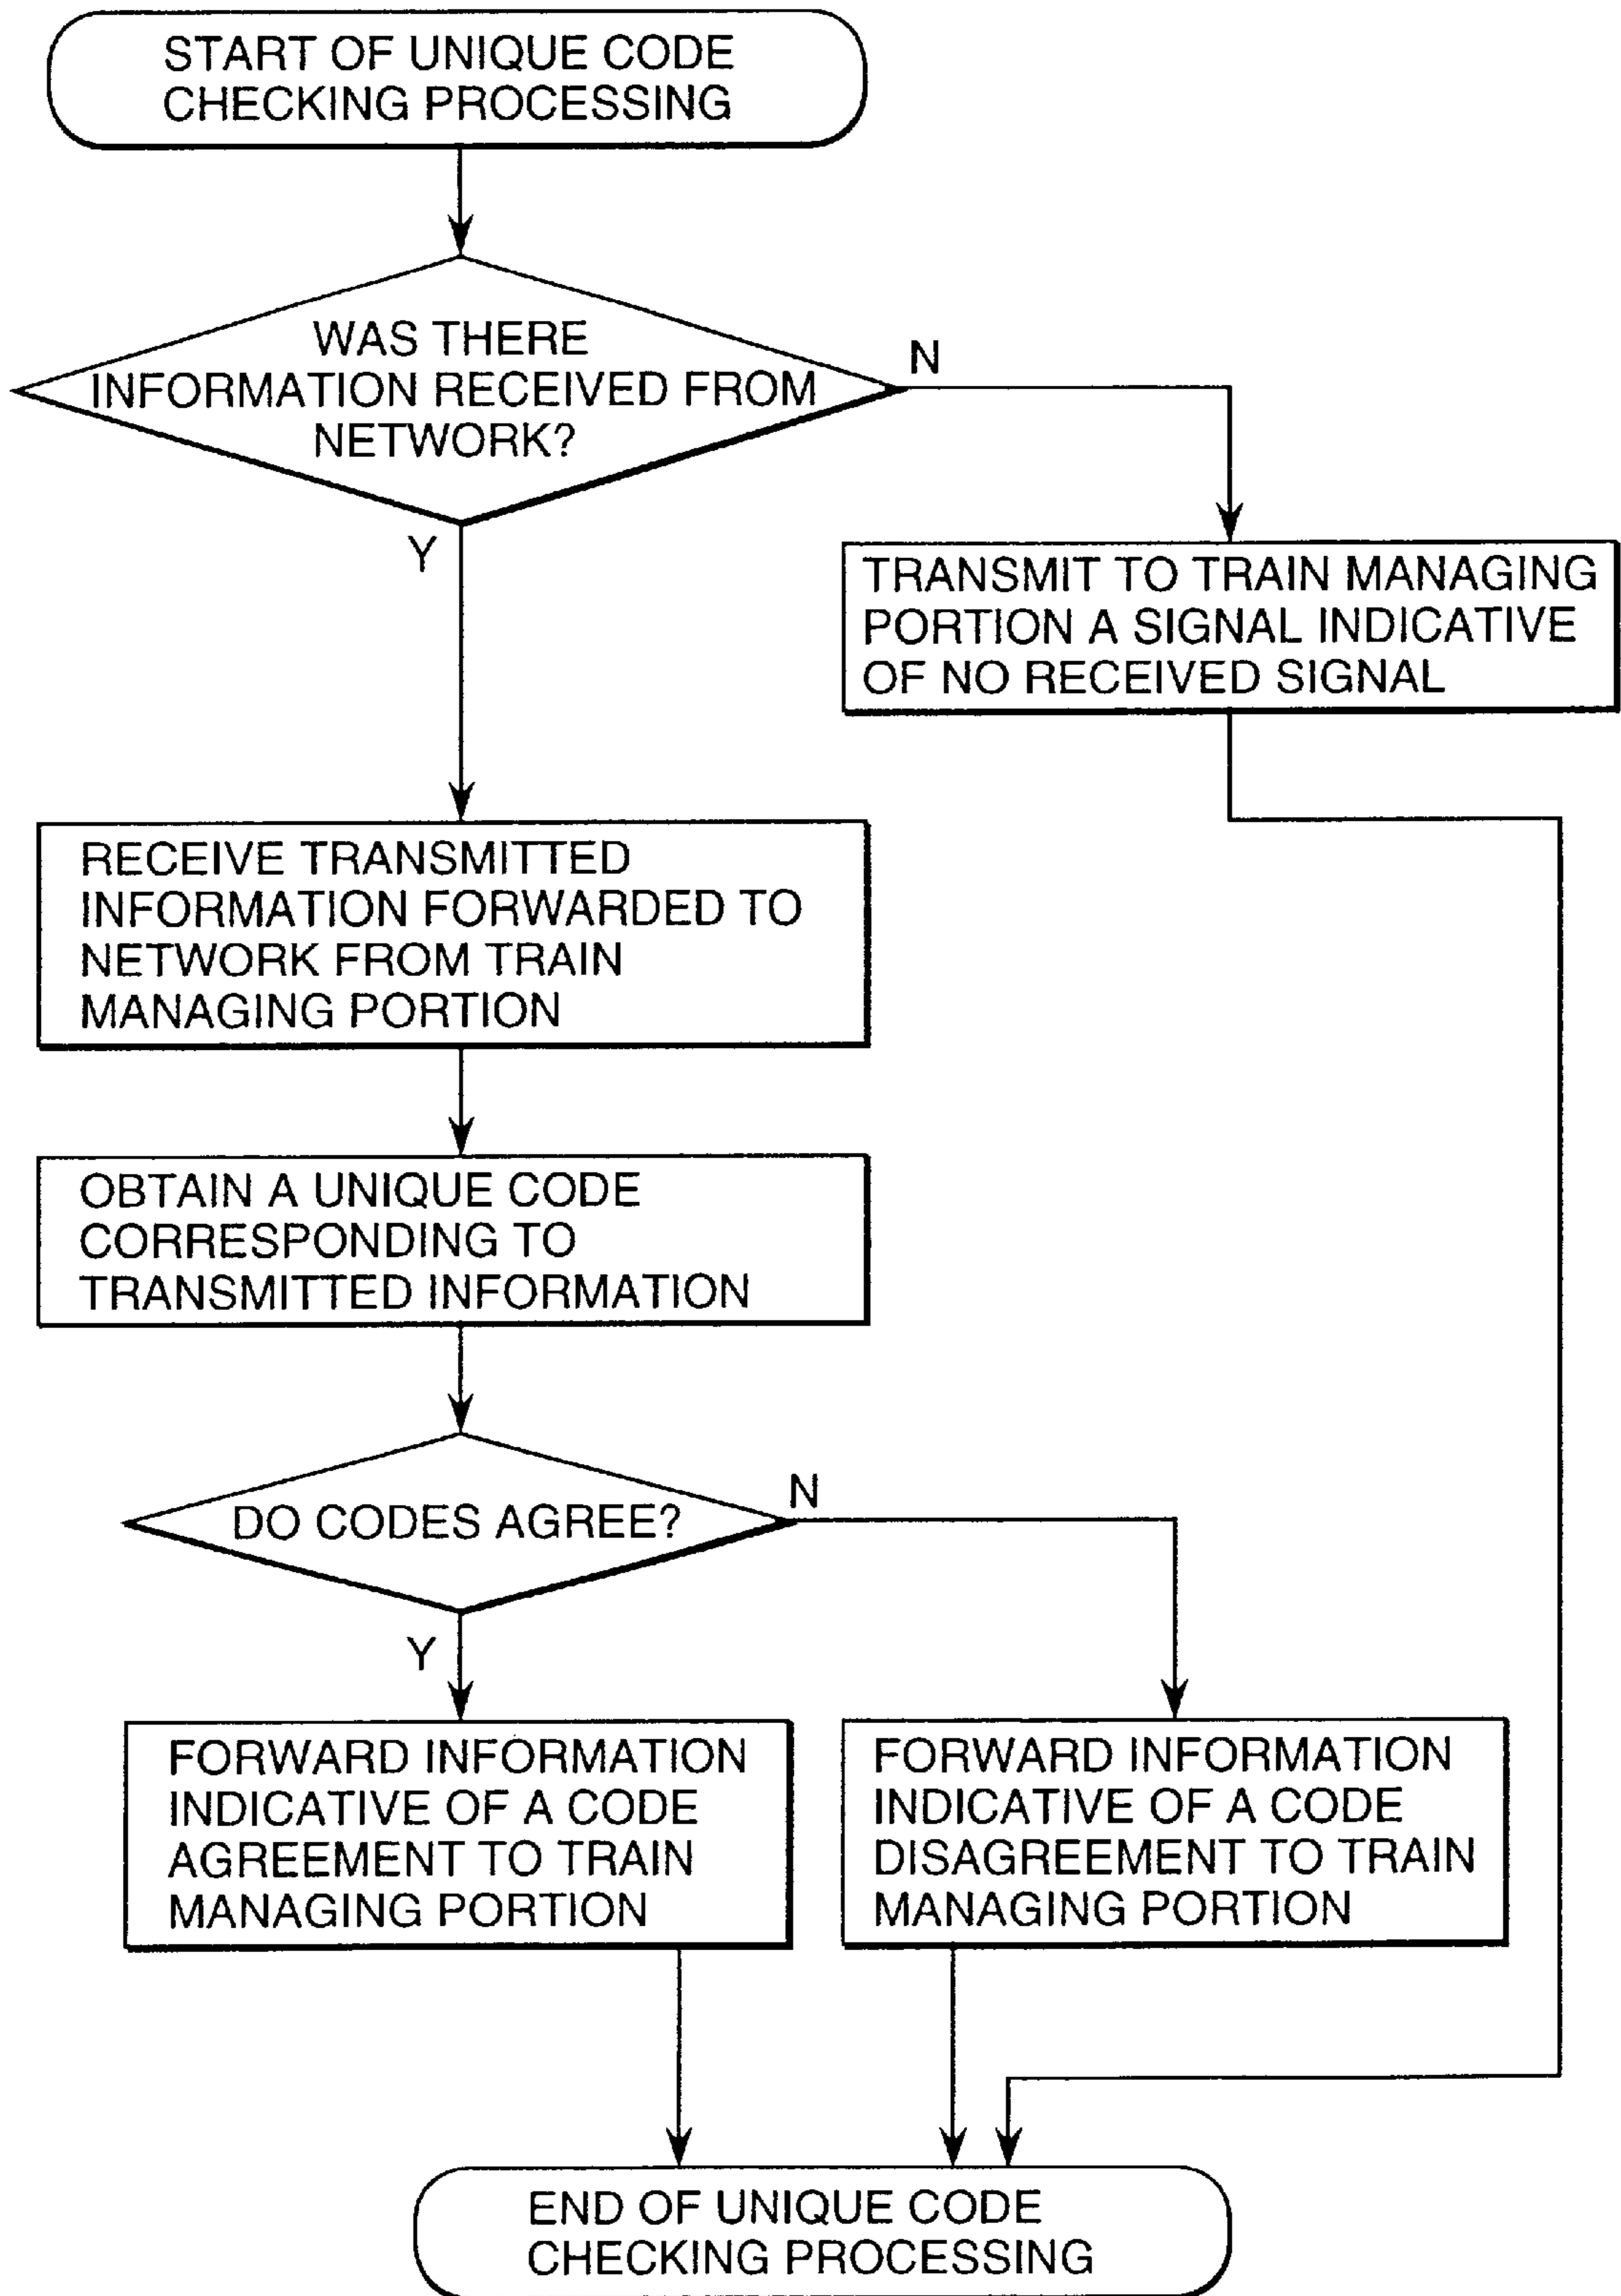 START OF UNIQUE CODE
CHECKING PROCESSING
WAS THERE
INFORMATION RECEIVED FROM
NETWORK?
N
Y
TRANSMIT TO TRAIN MANAGING
PORTION A SIGNAL INDICATIVE
OF NO RECEIVED SIGNAL
RECEIVE TRANSMITTED
INFORMATION FORWARDED TO
NETWORK FROM TRAIN
MANAGING PORTION
OBTAIN A UNIQUE CODE
CORRESPONDING TO
TRANSMITTED INFORMATION
DO CODES AGREE?
N
Y
FORWARD INFORMATION
INDICATIVE OF A CODE
AGREEMENT TO TRAIN
MANAGING PORTION
FORWARD INFORMATION
INDICATIVE OF A CODE
DISAGREEMENT TO TRAIN
MANAGING PORTION
END OF UNIQUE CODE
CHECKING PROCESSING